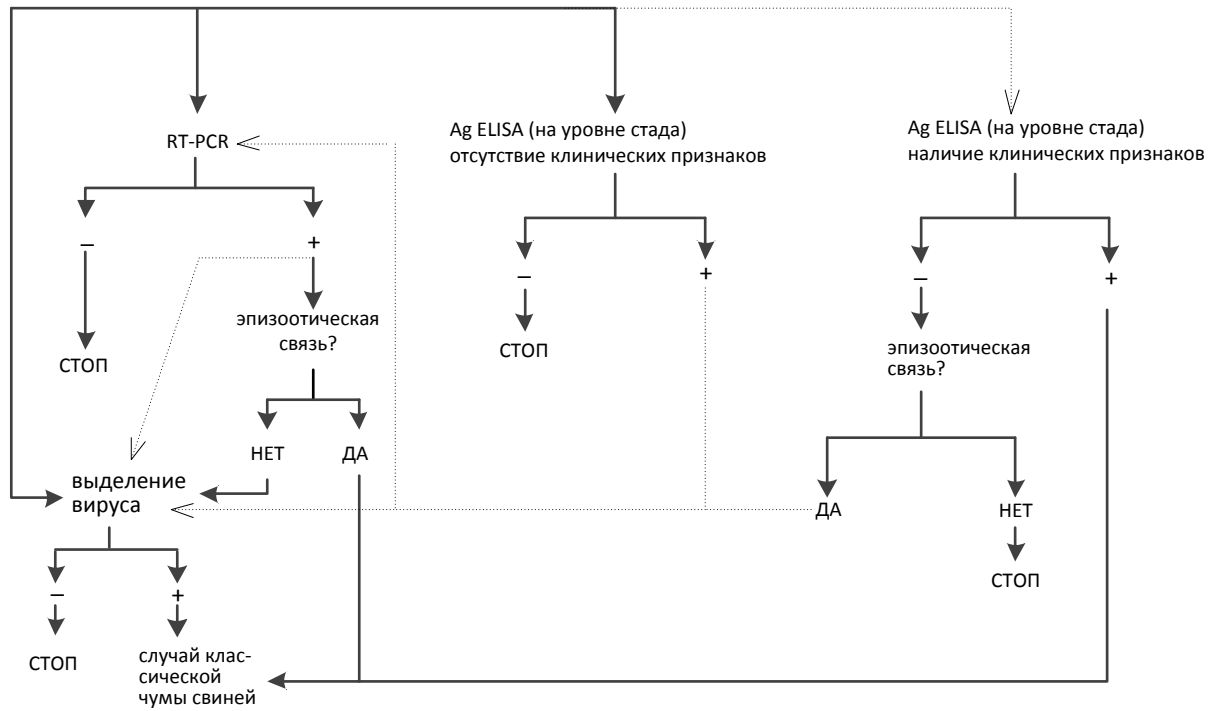 RT-PCR
Ag ELISA (на уровне стада)
отсутствие клинических признаков
Ag ELISA (на уровне стада)
наличие клинических признаков
–
+
–
+
–
+
эпизоотическая
связь?
СТОП
СТОП
эпизоотическая
связь?
НЕТ
ДА
выделение
вируса
ДА
НЕТ
СТОП
–
+
СТОП
случай клас-
сической
чумы свиней